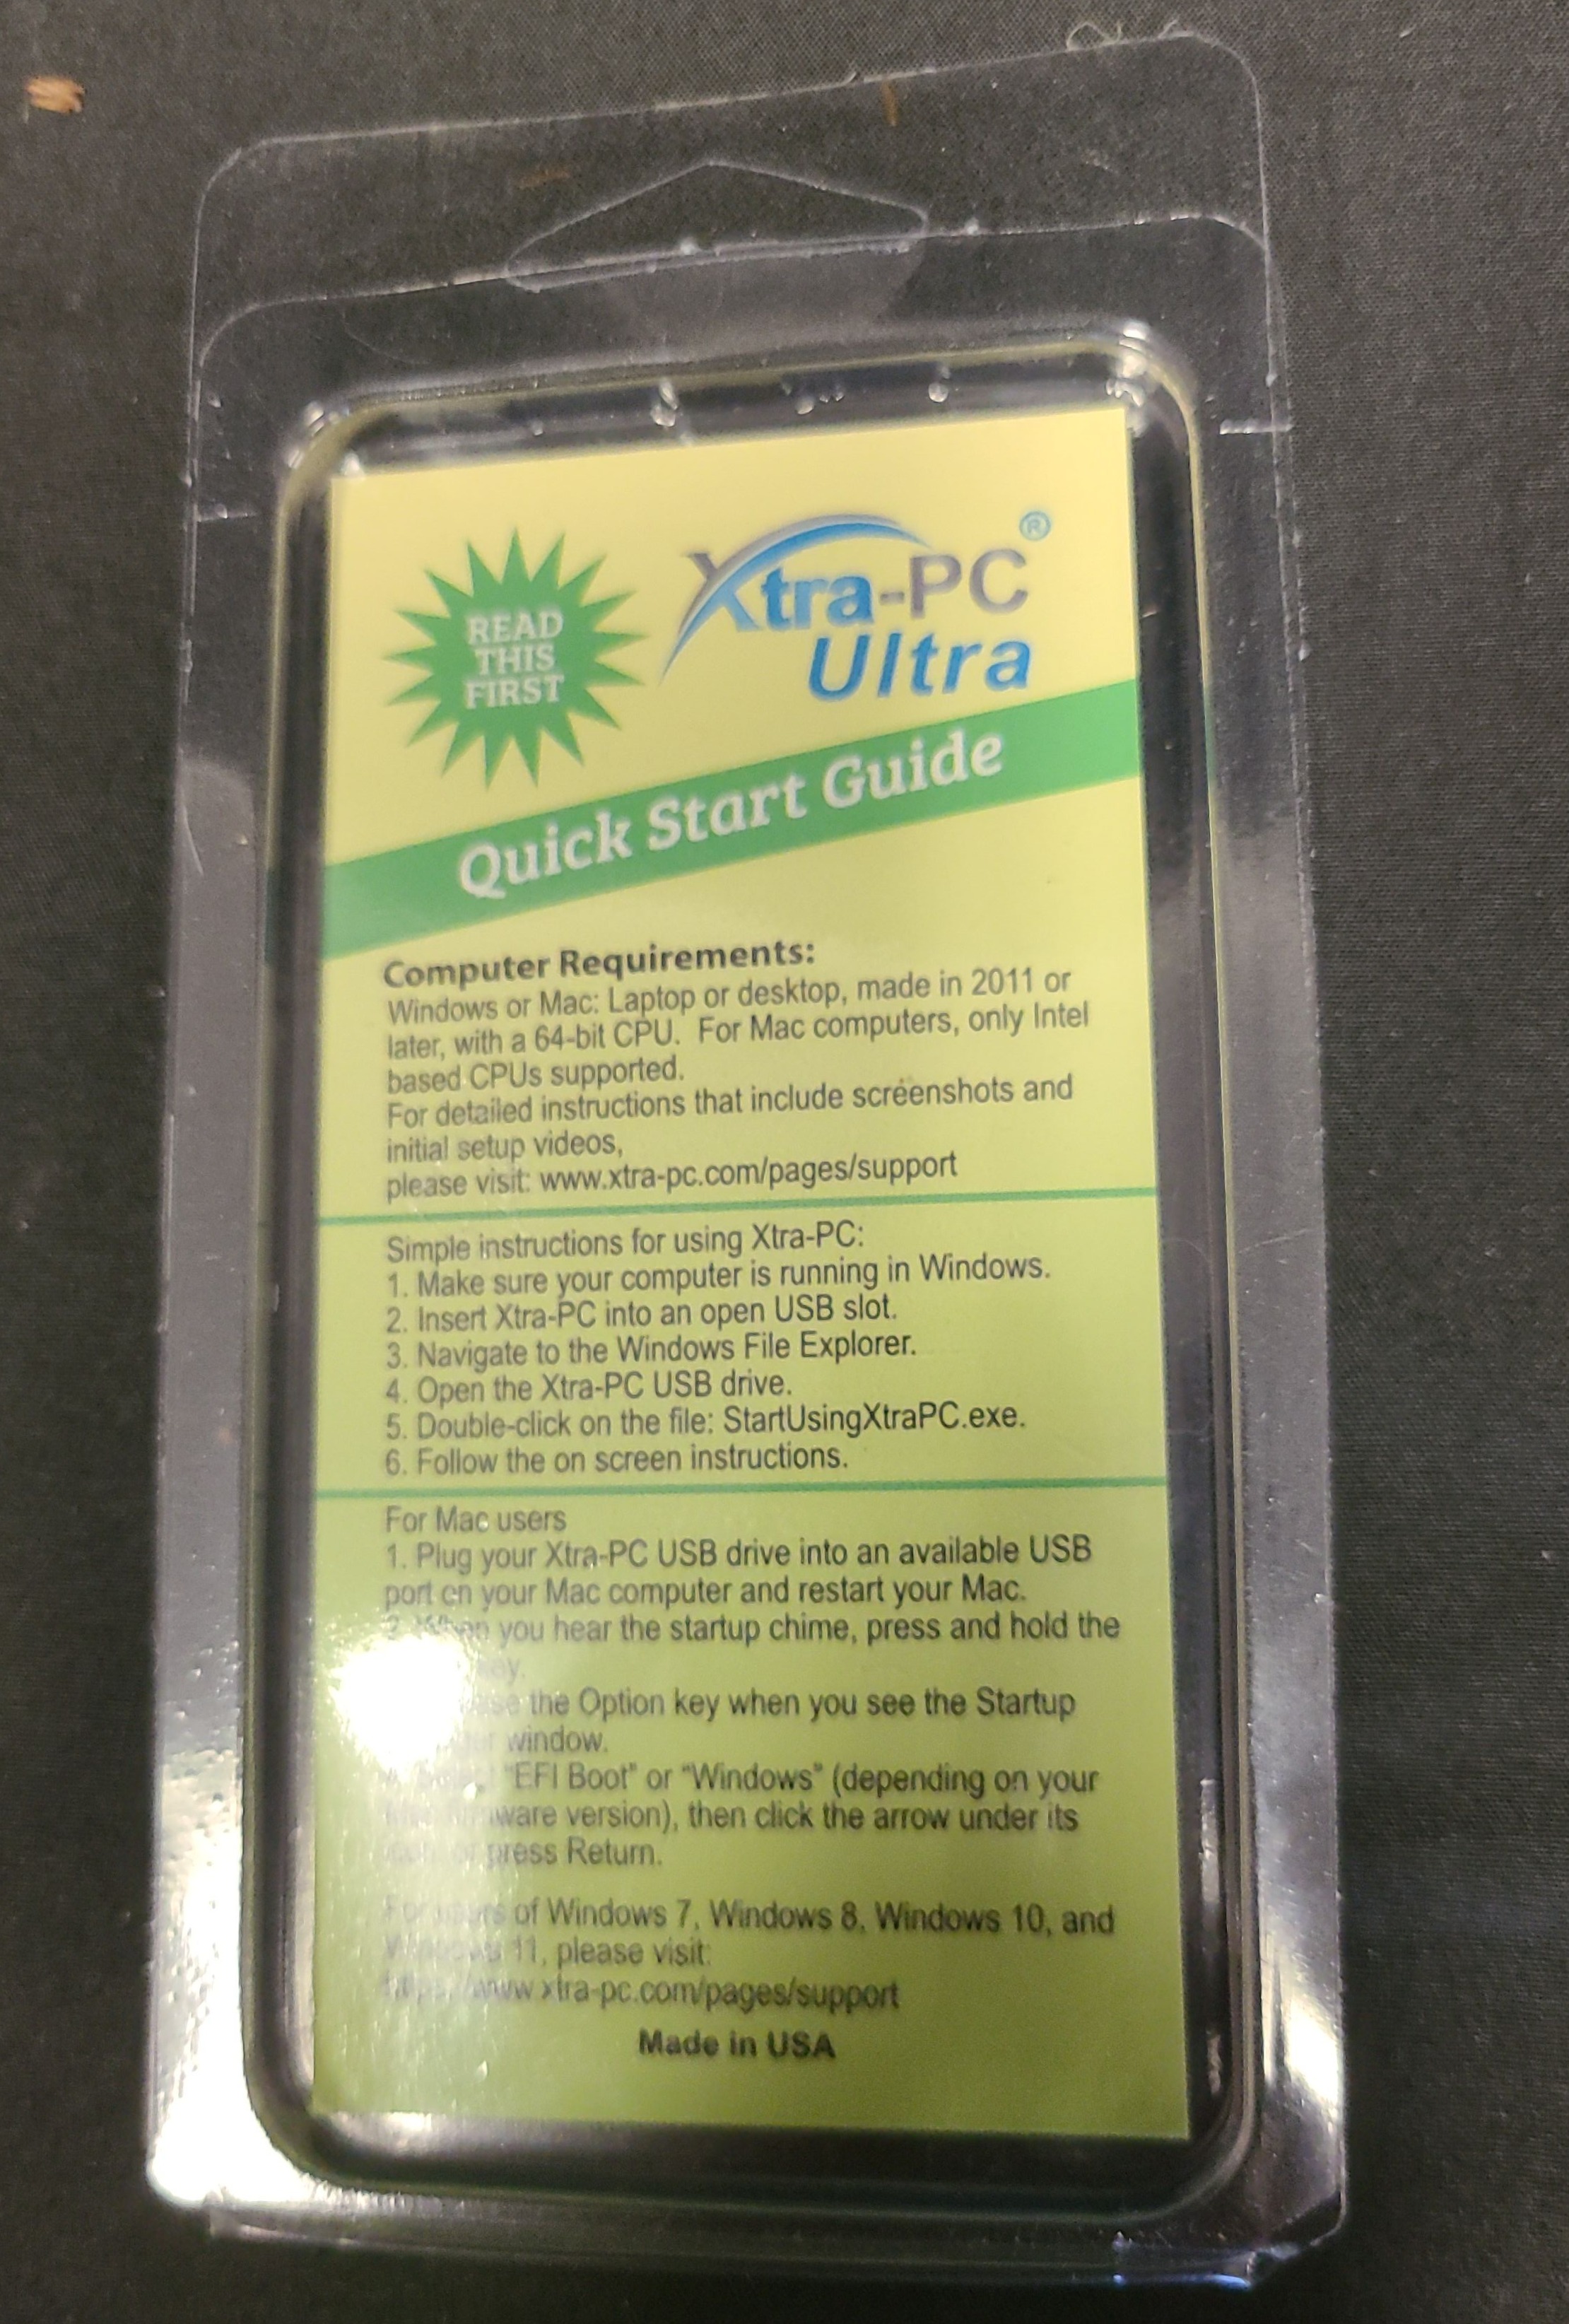 READ
THIS
FIRST
Xtra-PC®
Ultra
Quick Start Guide
Computer Requirements:
Windows or Mac: Laptop or desktop, made in 2011 or
later, with a 64-bit CPU. For Mac computers, only Intel
based CPUs supported.
For detailed instructions that include screenshots and
initial setup videos,
please visit: www.xtra-pc.com/pages/support
Simple instructions for using Xtra-PC:
1. Make sure your computer is running in Windows.
2. Insert Xtra-PC into an open USB slot.
3. Navigate to the Windows File Explorer.
4. Open the Xtra-PC USB drive.
5. Double-click on the file: StartUsingXtraPC.exe.
6. Follow the on screen instructions.
For Mac users
1. Plug your Xtra-PC USB drive into an available USB
port on your Mac computer and restart your Mac.
2. When you hear the startup chime, press and hold the
the Option key when you see the Startup
window.
"EFI Boot" or "Windows" (depending on your
version), then click the arrow under its
press Return.
For users of Windows 7, Windows 8, Windows 10, and
Windows 11, please visit:
https://www.xtra-pc.com/pages/support
Made in USA